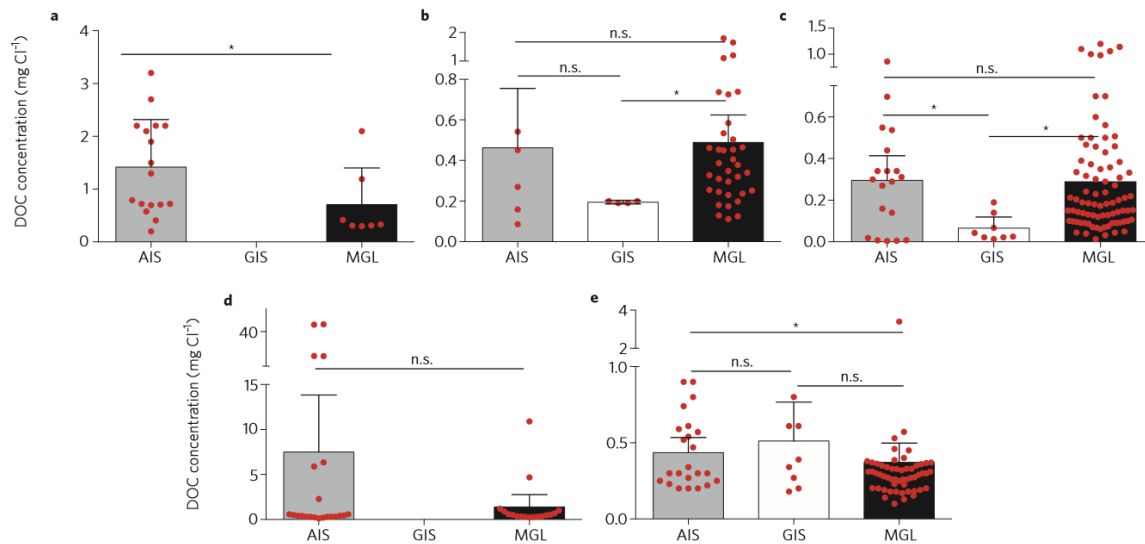 a
DOC concentration (mg Cl⁻¹)
4
3
2
1
0
*
AIS
GIS
MGL
b
2
1
0.8
0.6
0.4
0.2
0.0
n.s.
n.s.
*
AIS
GIS
MGL
c
1.5
1.0
0.6
0.4
0.2
0.0
n.s.
*
*
AIS
GIS
MGL
d
DOC concentration (mg Cl⁻¹)
40
15
10
5
0
n.s.
AIS
GIS
MGL
e
4
2
1.0
0.5
0.0
*
n.s.
n.s.
AIS
GIS
MGL